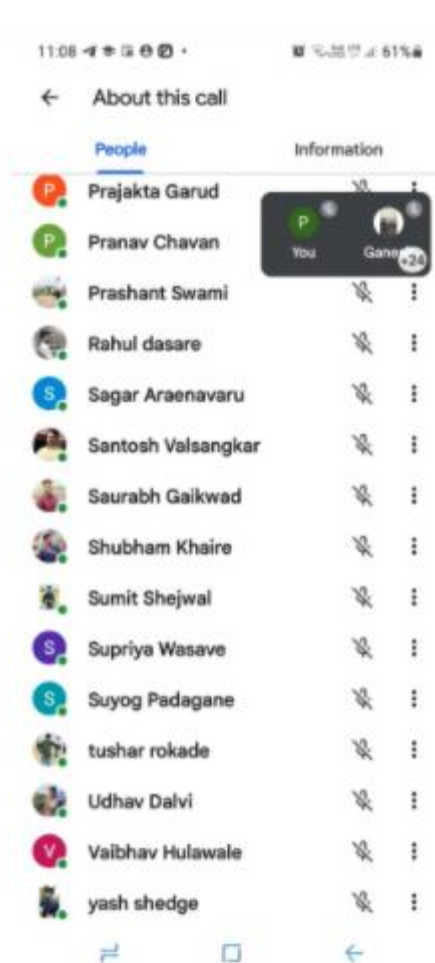 11:08 61%
About this call
People Information
P Prajakta Garud
P Pranav Chavan
P
You Gane +24
Prashant Swami
Rahul dasare
S Sagar Araenavaru
Santosh Valsangkar
Saurabh Gaikwad
Shubham Khaire
Sumit Shejwal
S Supriya Wasave
S Suyog Padagane
tushar rokade
Udhav Dalvi
V Vaibhav Hulawale
yash shedge